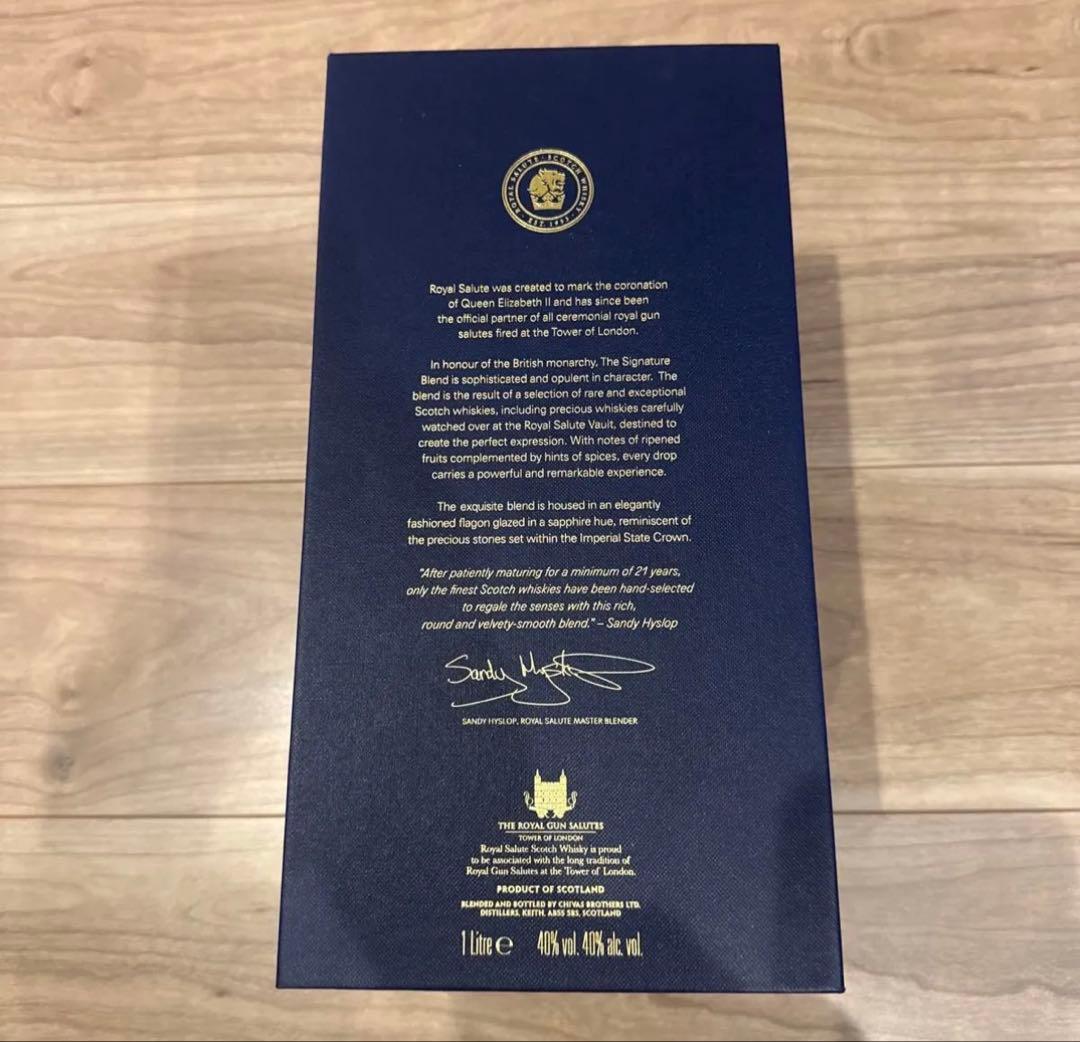 ROYAL SALUTE · SCOTCH WHISKY
· EST. 1953 ·
Royal Salute was created to mark the coronation
of Queen Elizabeth II and has since been
the official partner of all ceremonial royal gun
salutes fired at the Tower of London.
In honour of the British monarchy, The Signature
Blend is sophisticated and opulent in character. The
blend is the result of a selection of rare and exceptional
Scotch whiskies, including precious whiskies carefully
watched over at the Royal Salute Vault, destined to
create the perfect expression. With notes of ripened
fruits complemented by hints of spices, every drop
carries a powerful and remarkable experience.
The exquisite blend is housed in an elegantly
fashioned flagon glazed in a sapphire hue, reminiscent of
the precious stones set within the Imperial State Crown.
"After patiently maturing for a minimum of 21 years,
only the finest Scotch whiskies have been hand-selected
to regale the senses with this rich,
round and velvety-smooth blend." – Sandy Hyslop
Sandy Hyslop
SANDY HYSLOP, ROYAL SALUTE MASTER BLENDER
THE ROYAL GUN SALUTES
TOWER OF LONDON
Royal Salute Scotch Whisky is proud
to be associated with the long tradition of
Royal Gun Salutes at the Tower of London.
PRODUCT OF SCOTLAND
BLENDED AND BOTTLED BY CHIVAS BROTHERS LTD.
DISTILLERS, KEITH, AB55 5BS, SCOTLAND
1 Litre e 40% vol. 40% alc. vol.